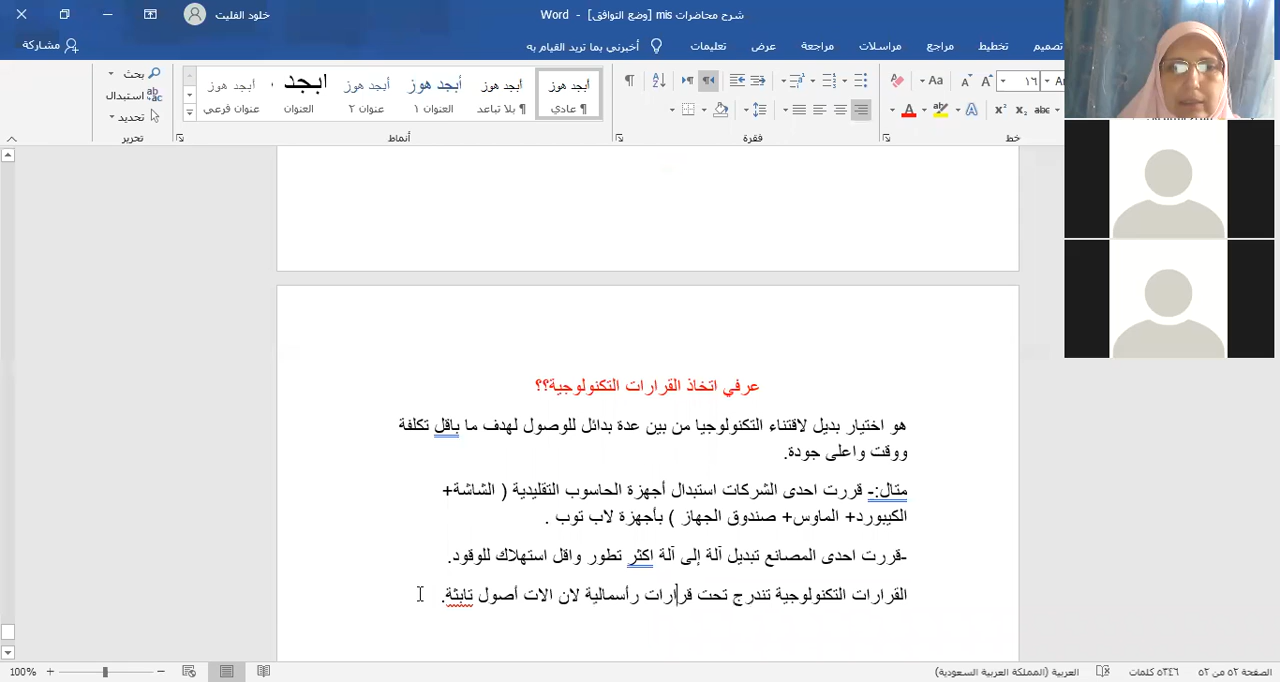 شرح محاضرات mis [وضع التوافق] - Word
خلود الفليت
تصميم تخطيط مراجع مراسلات مراجعة عرض تعليمات أخبرني بما تريد القيام به
مشاركة
١٦
Aa
أبجد هوز أبجد هوز أبجد هوز أبجد هوز ابجد أبجد هوز
¶ عادي ¶ بلا تباعد العنوان ١ عنوان ٢ العنوان عنوان فرعي
بحث
استبدال
تحديد
خط فقرة أنماط تحرير
عرفي اتخاذ القرارات التكنولوجية؟؟
هو اختيار بديل لاقتناء التكنولوجيا من بين عدة بدائل للوصول لهدف ما باقل تكلفة
ووقت واعلى جودة.
مثال:- قررت احدى الشركات استبدال أجهزة الحاسوب التقليدية ( الشاشة+
الكيبورد+ الماوس+ صندوق الجهاز ) بأجهزة لاب توب .
-قررت احدى المصانع تبديل آلة إلى آلة اكثر تطور واقل استهلاك للوقود.
القرارات التكنولوجية تندرج تحت قرارات رأسمالية لان الات أصول تابثة.
الصفحة ٥٢ من ٥٢ ٥٣٤٦ كلمات العربية (المملكة العربية السعودية)
100%